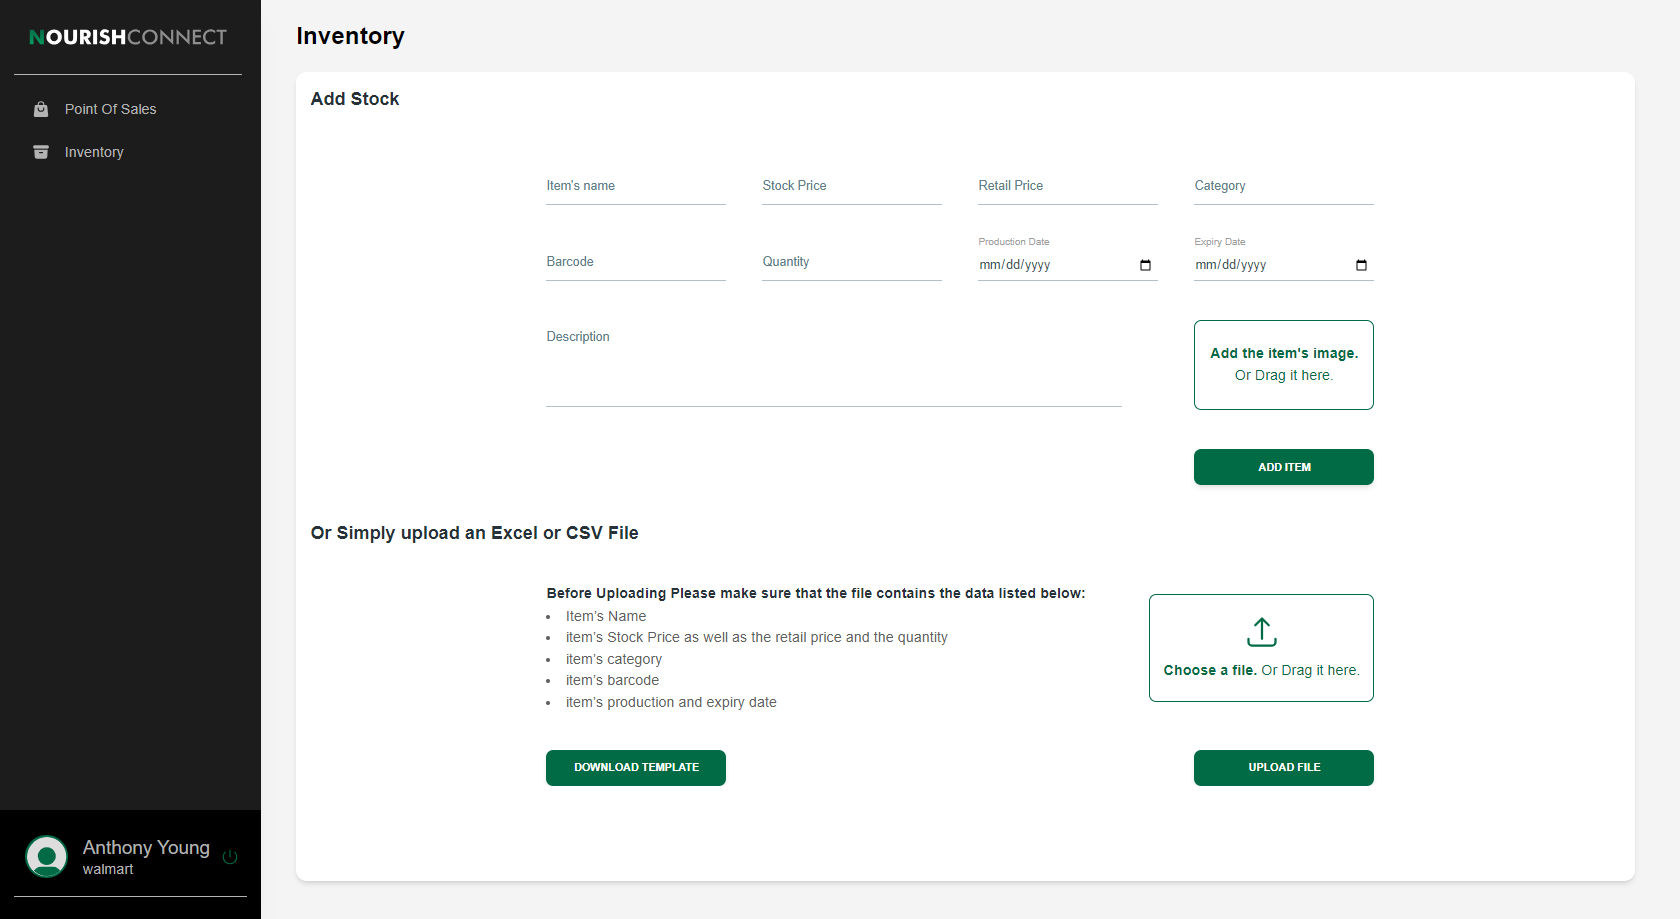 NOURISHCONNECT
Point Of Sales
Inventory
Anthony Young
walmart
Inventory
Add Stock
Item's name
Stock Price
Retail Price
Category
Barcode
Quantity
Production Date
mm/dd/yyyy
Expiry Date
mm/dd/yyyy
Description
Add the item's image.
Or Drag it here.
ADD ITEM
Or Simply upload an Excel or CSV File
Before Uploading Please make sure that the file contains the data listed below:
• Item’s Name
• item’s Stock Price as well as the retail price and the quantity
• item’s category
• item’s barcode
• item’s production and expiry date
Choose a file. Or Drag it here.
DOWNLOAD TEMPLATE
UPLOAD FILE